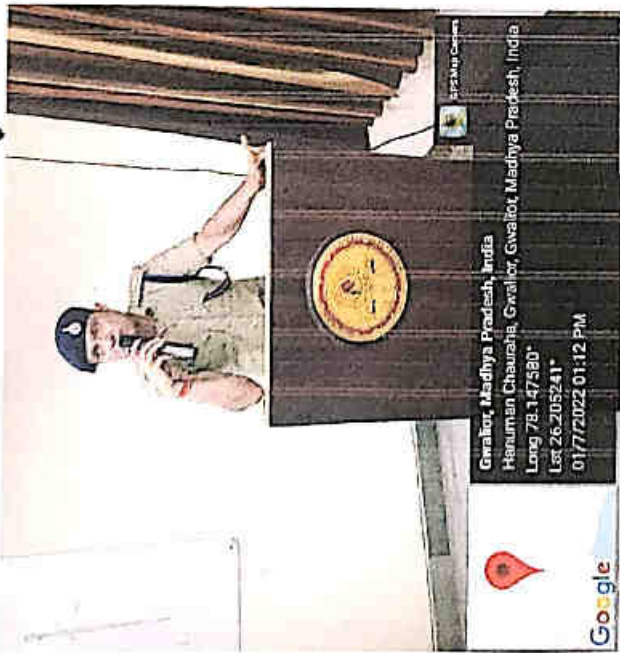 GPS Map Camera
Gwalior, Madhya Pradesh, India
Hanuman Chauraha, Gwalior, Gwalior, Madhya Pradesh, India
Long 78.147580°
Lat 26.205241°
01/7/2022 01:12 PM
Google